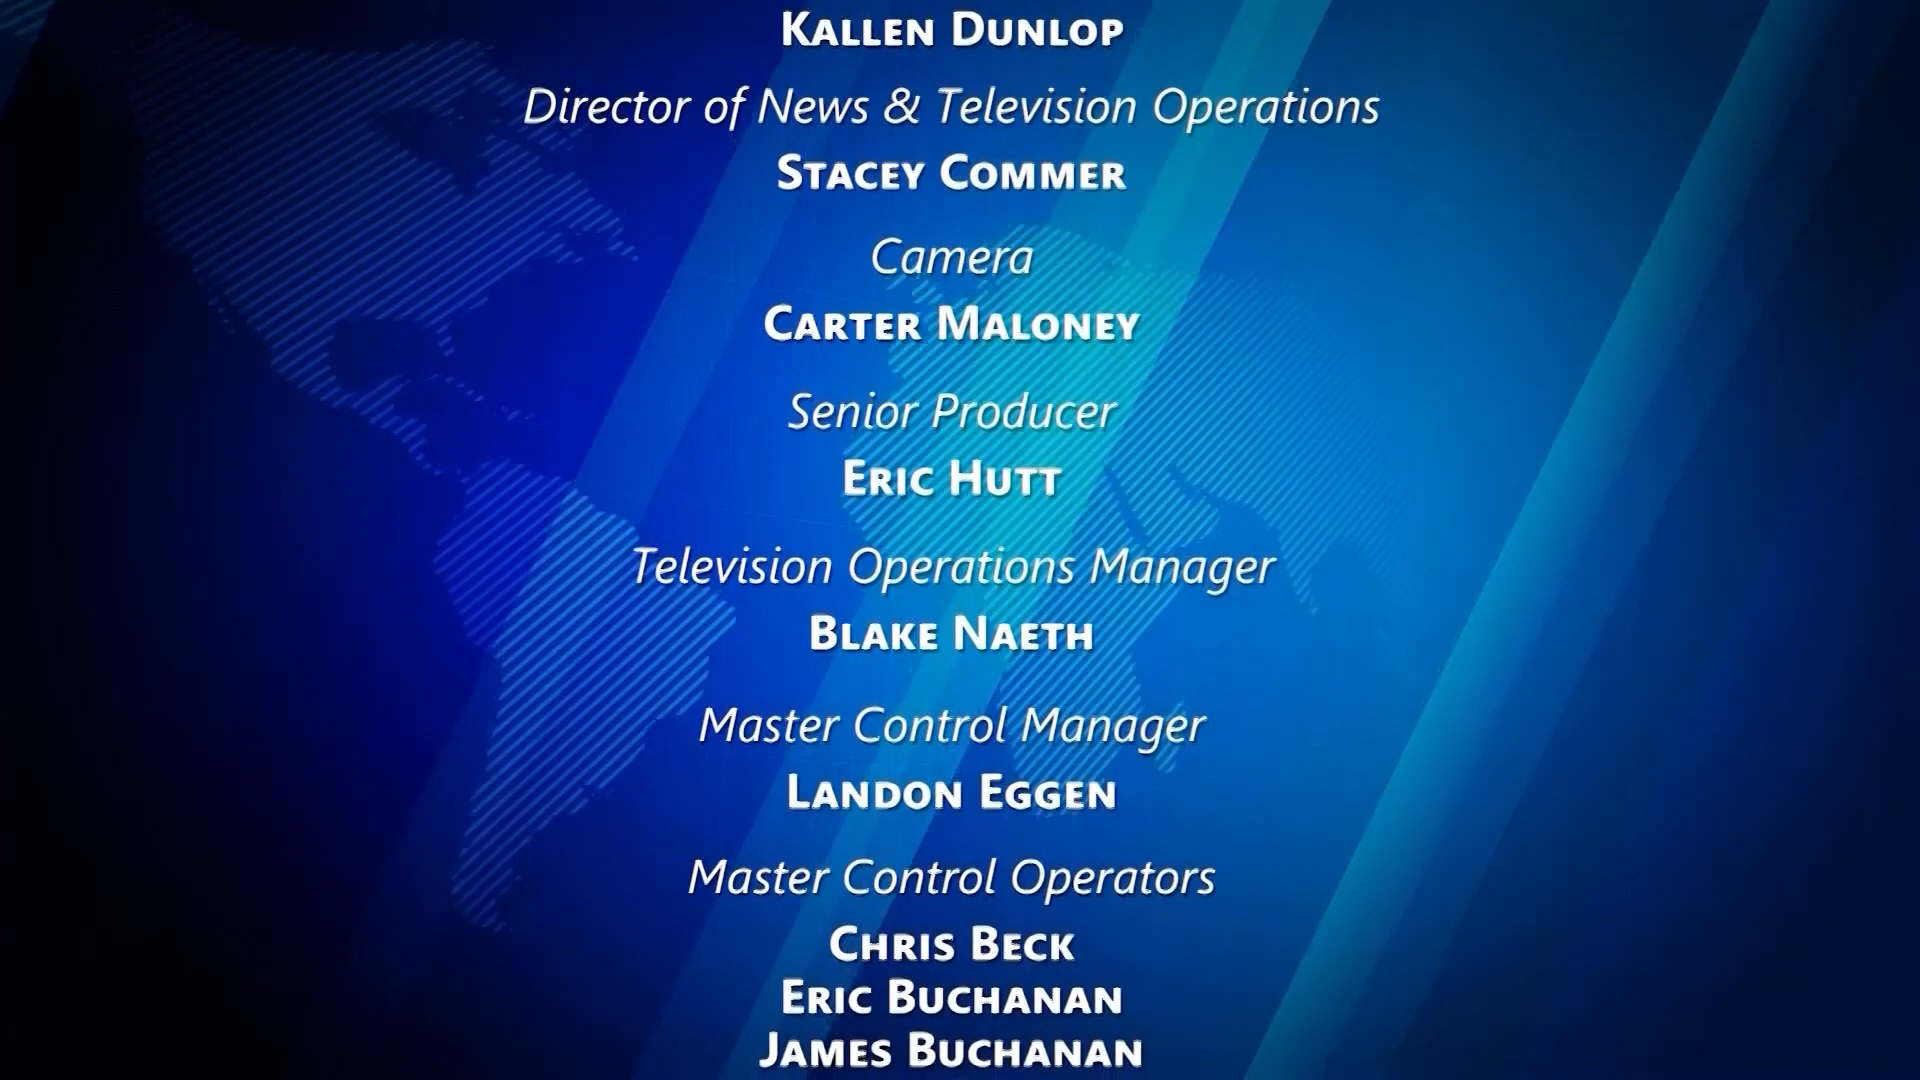 Kallen Dunlop
Director of News & Television Operations
Stacey Commer
Camera
Carter Maloney
Senior Producer
Eric Hutt
Television Operations Manager
Blake Naeth
Master Control Manager
Landon Eggen
Master Control Operators
Chris Beck
Eric Buchanan
James Buchanan